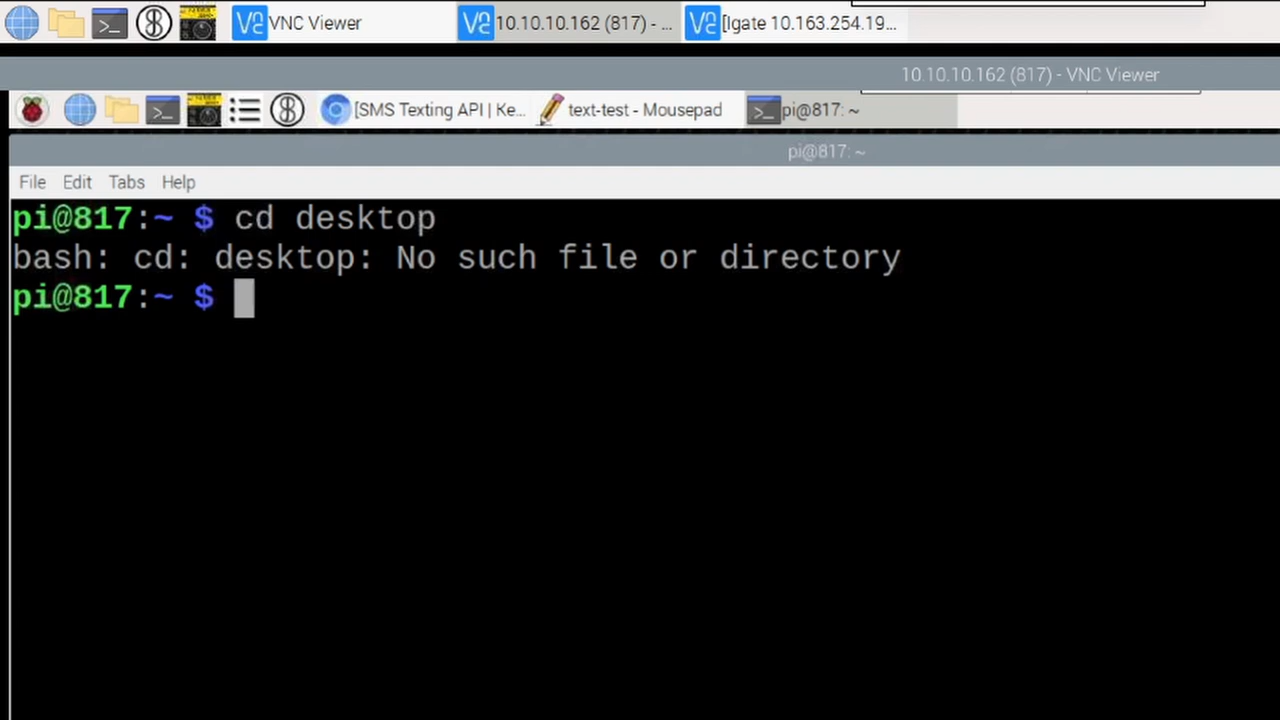 VNC Viewer 10.10.10.162 (817) - ... [Igate 10.163.254.19...
10.10.10.162 (817) - VNC Viewer
[SMS Texting API | Ke... text-test - Mousepad pi@817: ~
pi@817: ~
File Edit Tabs Help
pi@817:~ $ cd desktop
bash: cd: desktop: No such file or directory
pi@817:~ $